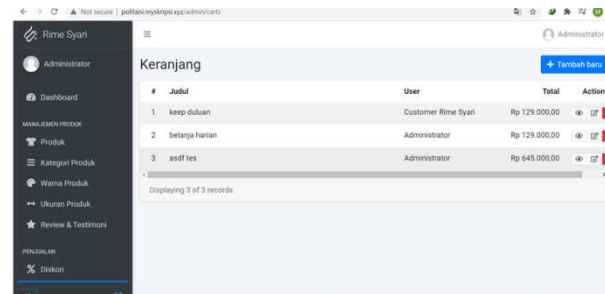 Not secure | politani.myskripsi.xyz/admin/carts
Rime Syari
Administrator
Administrator
Keranjang
+ Tambah baru
Dashboard
# Judul User Total Action
1 keep duluan Customer Rime Syari Rp 129.000,00
MANAJEMEN PRODUK
2 belanja harian Administrator Rp 129.000,00
Produk
3 asdf tes Administrator Rp 645.000,00
Kategori Produk
Displaying 3 of 3 records
Warna Produk
Ukuran Produk
Review & Testimoni
PENJUALAN
% Diskon